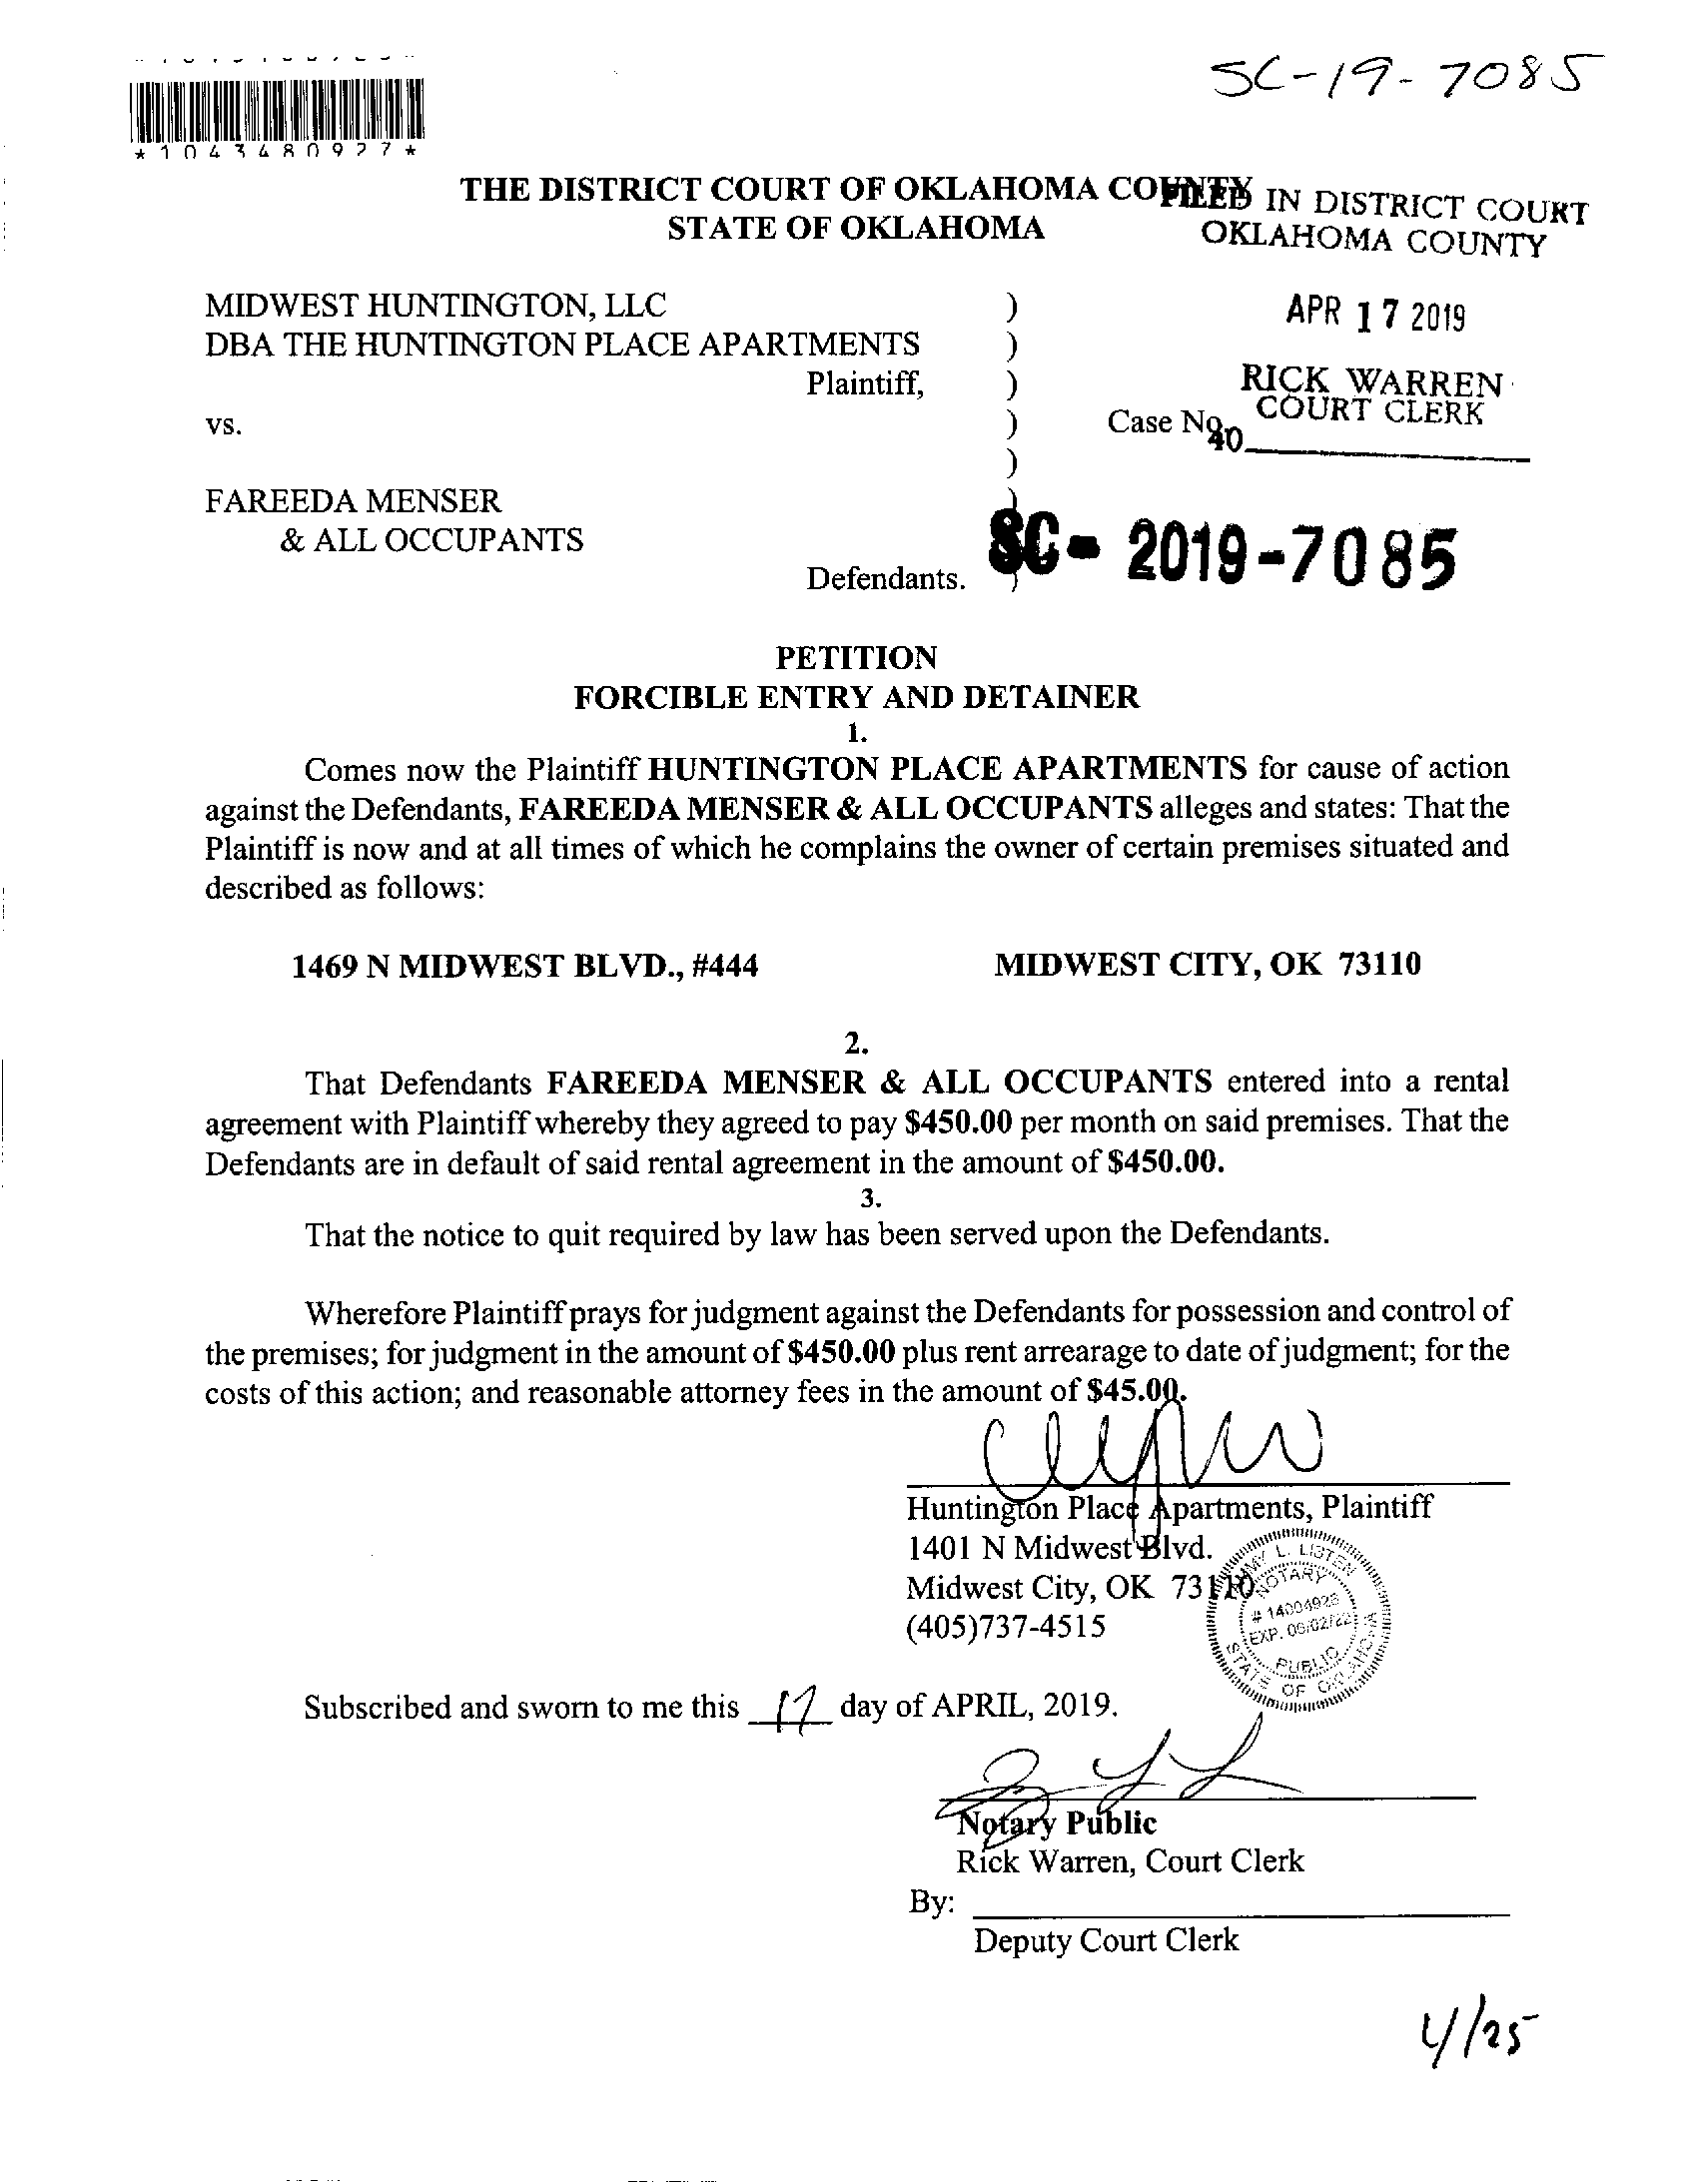 SC-19-7085
*1043480927*
THE DISTRICT COURT OF OKLAHOMA COUNTY
STATE OF OKLAHOMA
FILED IN DISTRICT COURT
OKLAHOMA COUNTY
MIDWEST HUNTINGTON, LLC )
DBA THE HUNTINGTON PLACE APARTMENTS )
Plaintiff, )
APR 17 2019
RICK WARREN
COURT CLERK
vs. ) Case No.
40
)
FAREEDA MENSER )
& ALL OCCUPANTS
Defendants. )
SC- 2019-7085
PETITION
FORCIBLE ENTRY AND DETAINER
1.
Comes now the Plaintiff HUNTINGTON PLACE APARTMENTS for cause of action
against the Defendants, FAREEDA MENSER & ALL OCCUPANTS alleges and states: That the
Plaintiff is now and at all times of which he complains the owner of certain premises situated and
described as follows:
1469 N MIDWEST BLVD., #444 MIDWEST CITY, OK 73110
2.
That Defendants FAREEDA MENSER & ALL OCCUPANTS entered into a rental
agreement with Plaintiff whereby they agreed to pay $450.00 per month on said premises. That the
Defendants are in default of said rental agreement in the amount of $450.00.
3.
That the notice to quit required by law has been served upon the Defendants.
Wherefore Plaintiff prays for judgment against the Defendants for possession and control of
the premises; for judgment in the amount of $450.00 plus rent arrearage to date of judgment; for the
costs of this action; and reasonable attorney fees in the amount of $45.00.
Huntington Place Apartments, Plaintiff
1401 N Midwest Blvd.
Midwest City, OK 73110
(405)737-4515
L. LISTEN
NOTARY
# 14004928
EXP.
PUBLIC
STATE OF OKLAHOMA
Subscribed and sworn to me this 17 day of APRIL, 2019.
Notary Public
Rick Warren, Court Clerk
By:
Deputy Court Clerk
4/25